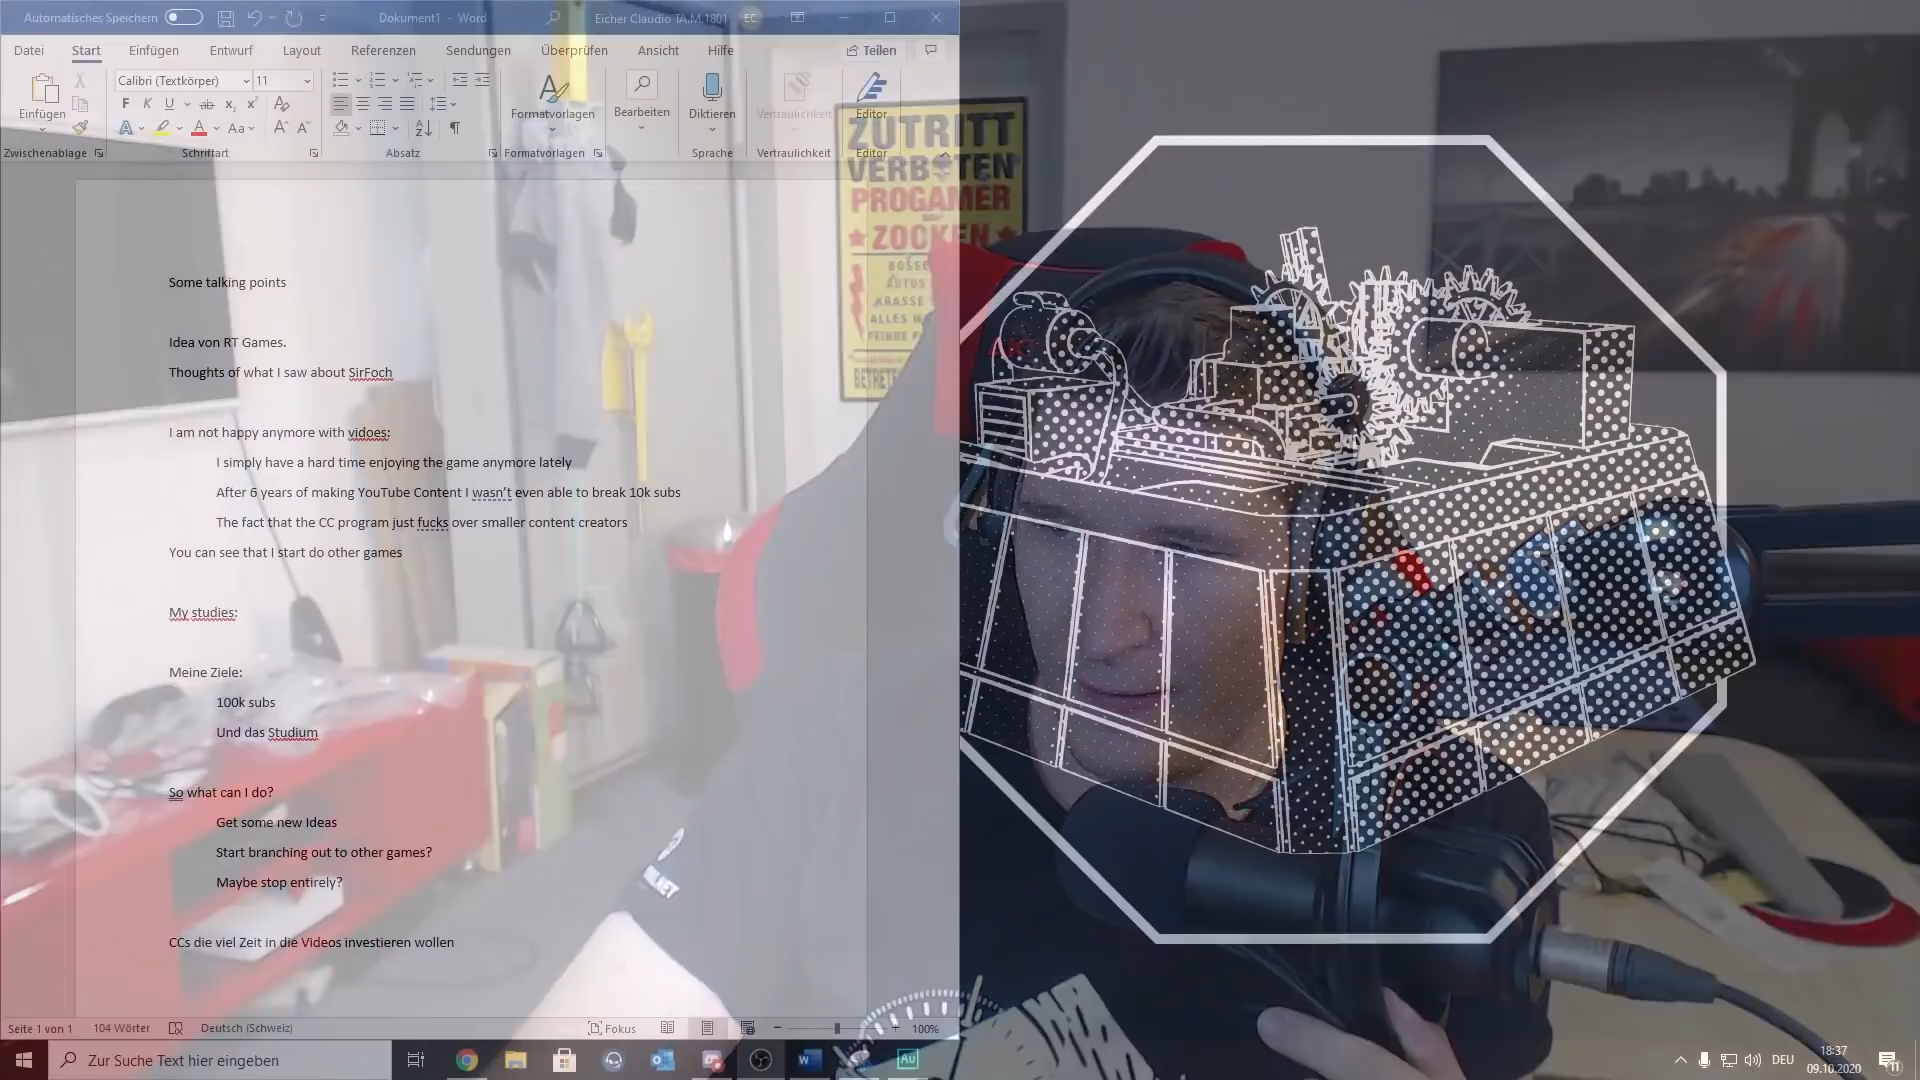 Automatisches Speichern
Dokument1 - Word
Eicher Claudio TA.M.1801
EC
Datei
Start
Einfügen
Entwurf
Layout
Referenzen
Sendungen
Überprüfen
Ansicht
Hilfe
Teilen
Calibri (Textkörper)
11
Einfügen
Formatvorlagen
Bearbeiten
Diktieren
Vertraulichkeit
Editor
Zwischenablage
Schriftart
Absatz
Formatvorlagen
Sprache
Vertraulichkeit
Editor
ZUTRITT
VERBOTEN
PROGAMER
ZOCKEN
Some talking points
Idea von RT Games.
Thoughts of what I saw about SirFoch
I am not happy anymore with vidoes:
I simply have a hard time enjoying the game anymore lately
After 6 years of making YouTube Content I wasn't even able to break 10k subs
The fact that the CC program just fucks over smaller content creators
You can see that I start do other games
My studies:
Meine Ziele:
100k subs
Und das Studium
So what can I do?
Get some new Ideas
Start branching out to other games?
Maybe stop entirely?
CCs die viel Zeit in die Videos investieren wollen
Seite 1 von 1
104 Wörter
Deutsch (Schweiz)
Fokus
100%
Zur Suche Text hier eingeben
Au
DEU
18:37
09.10.2020
11